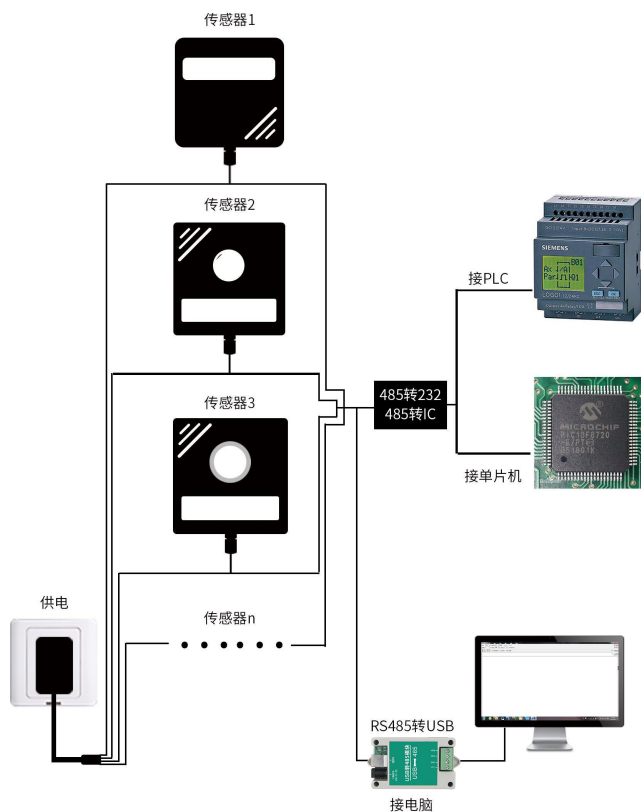 传感器1
传感器2
SIEMENS
接PLC
传感器3
485转232
485转IC
MICROCHIP
接单片机
供电
传感器n
RS485转USB
接电脑